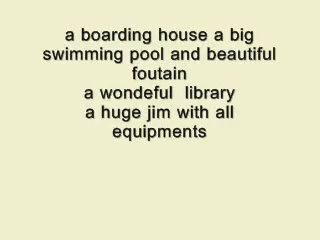 a boarding house a big
swimming pool and beautiful
foutain
a wondeful library
a huge jim with all
equipments